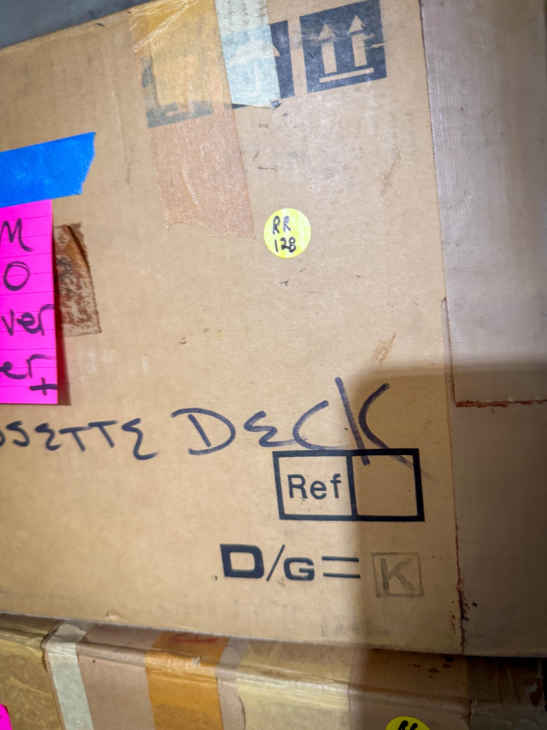 RR
128
M
O
ver
er+
SSETTE DECK
Ref
D/G= K